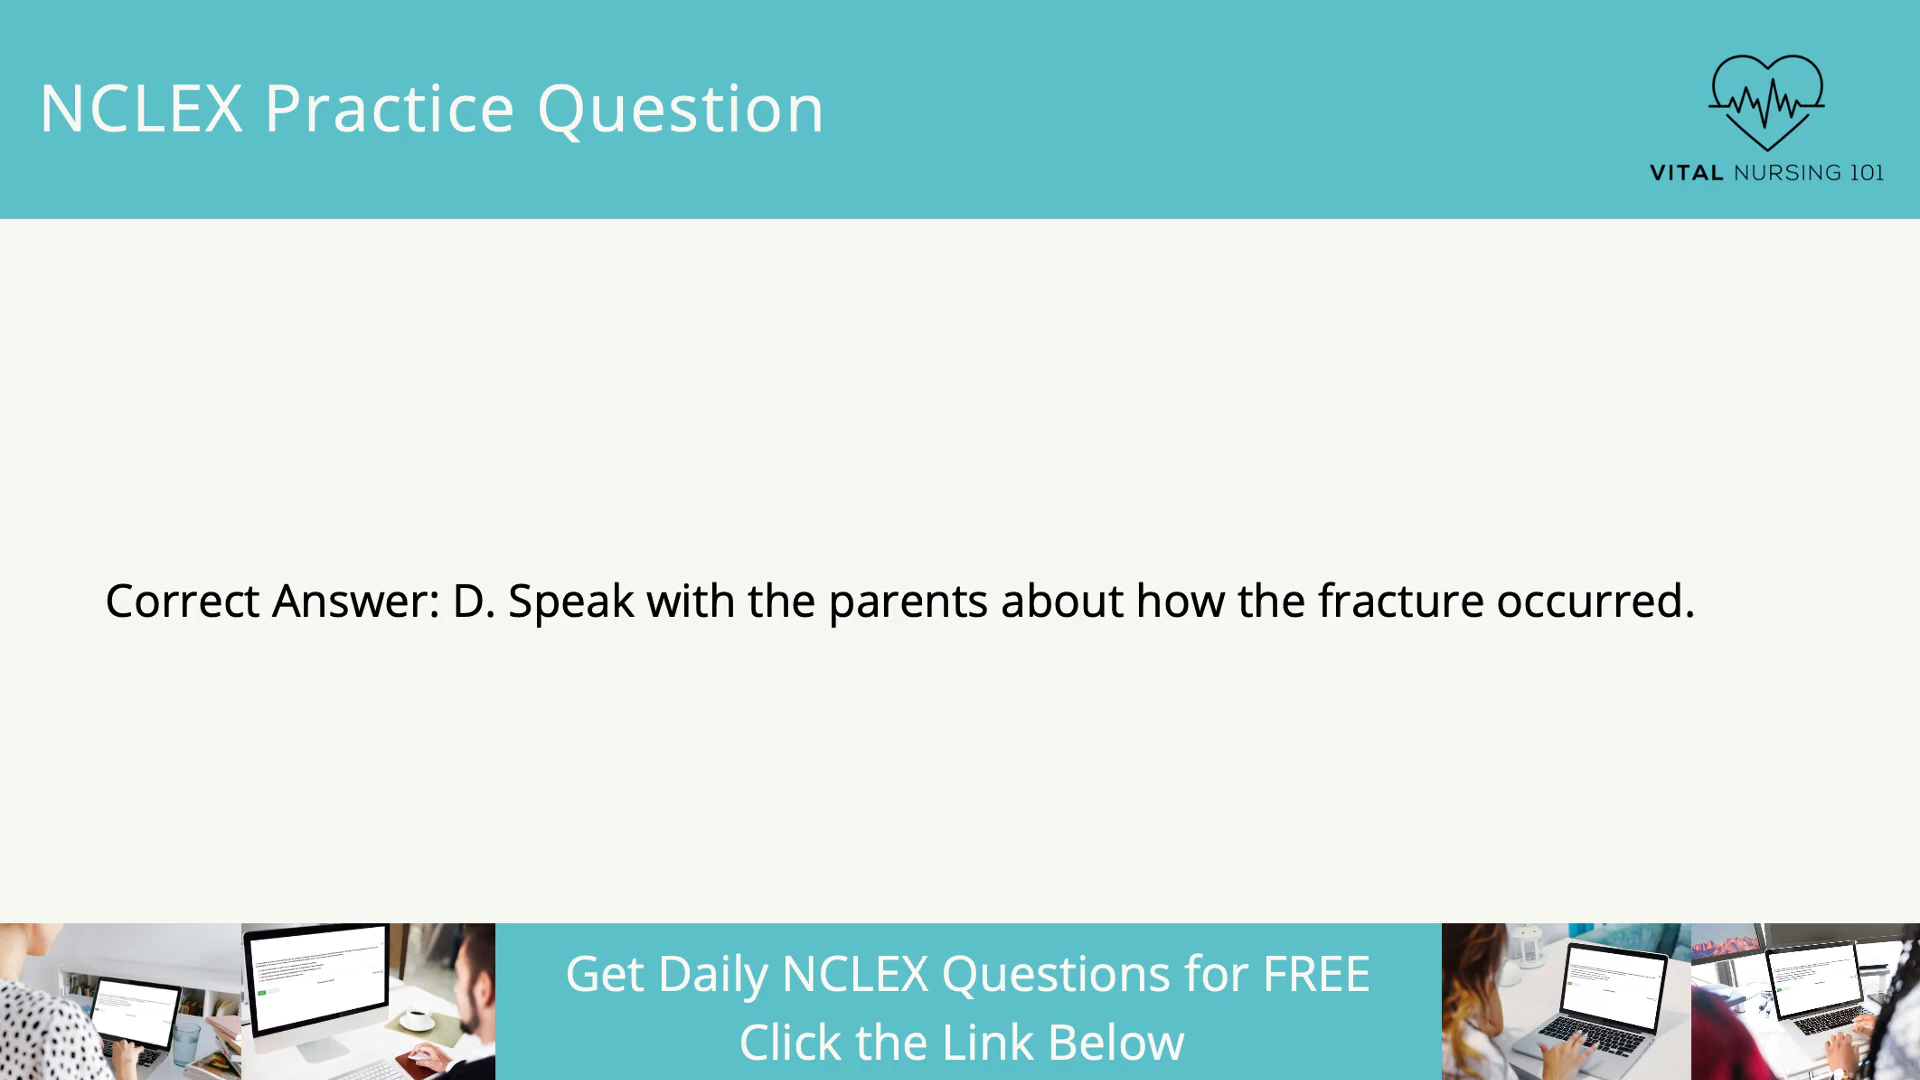 NCLEX Practice Question
VITAL NURSING 101
Correct Answer: D. Speak with the parents about how the fracture occurred.
Get Daily NCLEX Questions for FREE
Click the Link Below